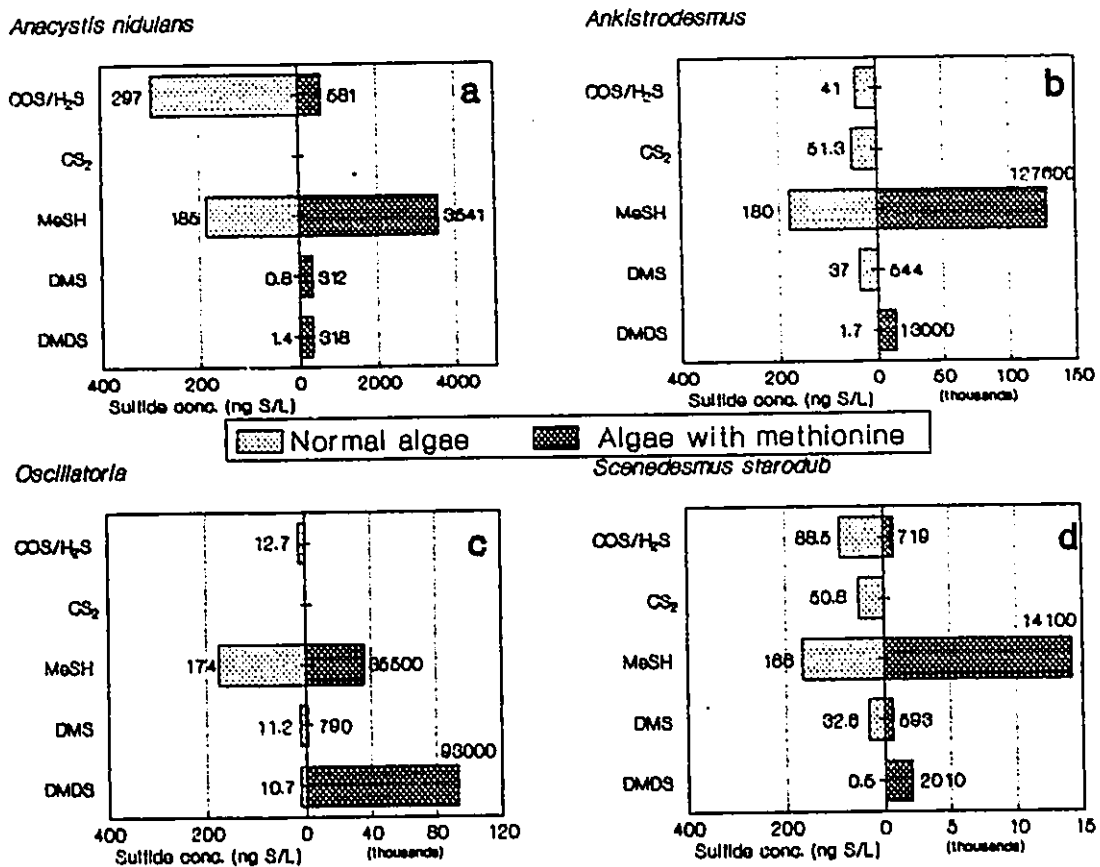 Anacystis nidulans
a
COS/H₂S 297 581
CS₂
MeSH 185 3541
DMS 0.8 312
DMDS 1.4 318
400 200 0 2000 4000
Sulfide conc. (ng S/L)
Ankistrodesmus
b
COS/H₂S 41
CS₂ 51.3
127600
MeSH 180
DMS 37 544
DMDS 1.7 13000
400 200 0 50 100 150
Sulfide conc. (ng S/L) (thousands)
Normal algae Algae with methionine
Oscillatoria
c
COS/H₂S 12.7
CS₂
MeSH 174 35500
DMS 11.2 790
93000
DMDS 10.7
400 200 0 40 80 120
Sulfide conc. (ng S/L) (thousands)
Scenedesmus starodub
d
COS/H₂S 88.5 719
CS₂ 50.8
14100
MeSH
DMS 593
DMDS 0.5 2010
400 200 0 5 10 15
Sulfide conc. (ng S/L) (thousands)